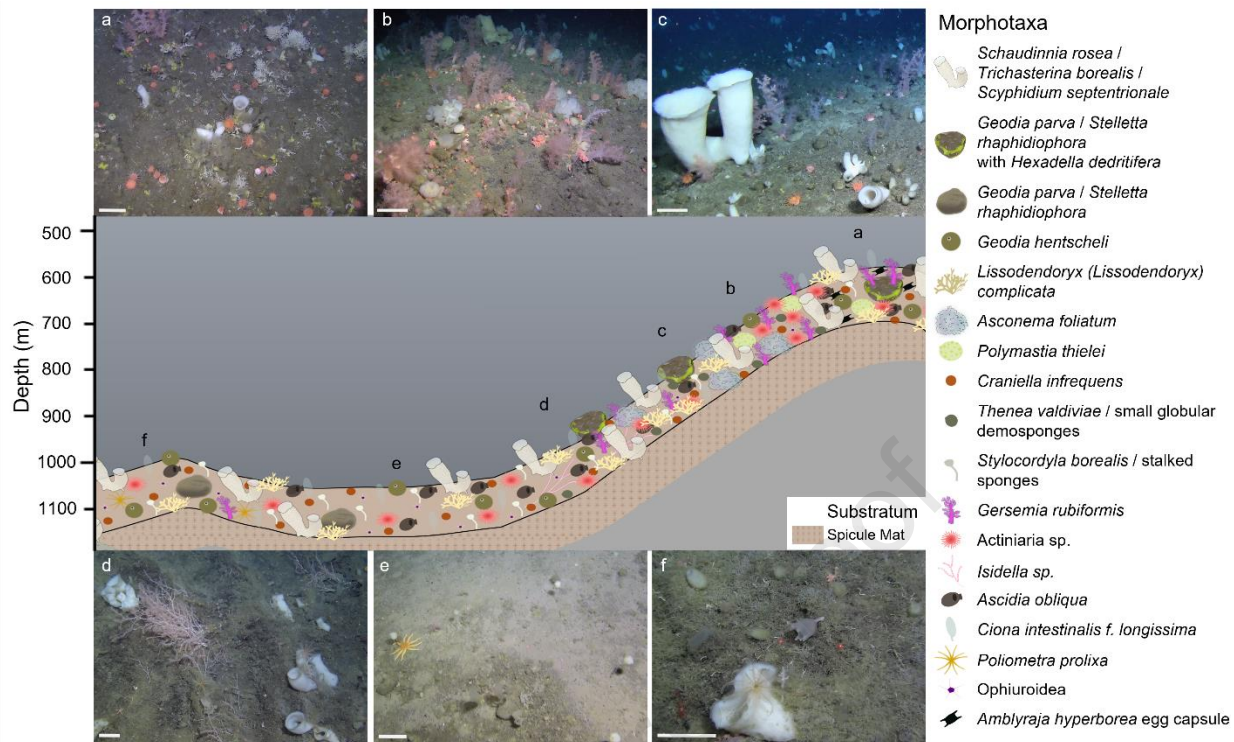 a
b
c
500
600
700
800
900
1000
1100
Depth (m)
a
b
c
d
e
f
Substratum
Spicule Mat
d
e
f
Morphotaxa
Schaudinnia rosea /
Trichasterina borealis /
Scyphidium septentrionale
Geodia parva / Stelletta
rhaphidiophora
with Hexadella dedritifera
Geodia parva / Stelletta
rhaphidiophora
Geodia hentscheli
Lissodendoryx (Lissodendoryx)
complicata
Asconema foliatum
Polymastia thielei
Craniella infrequens
Thenea valdiviae / small globular
demosponges
Stylocordyla borealis / stalked
sponges
Gersemia rubiformis
Actiniaria sp.
Isidella sp.
Ascidia obliqua
Ciona intestinalis f. longissima
Poliometra prolixa
Ophiuroidea
Amblyraja hyperborea egg capsule